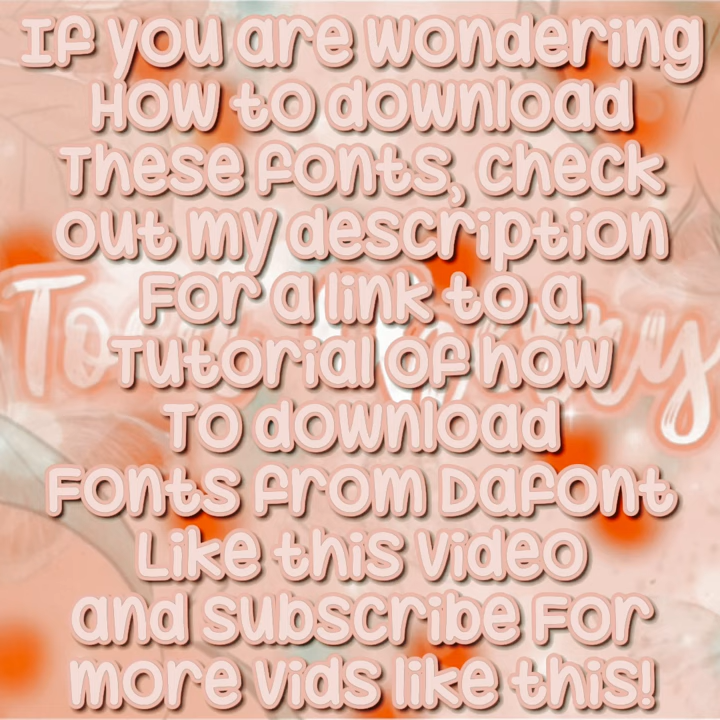 If you are wondering
How to download
These fonts, check
out my description
For a link to a
Tutorial of how
To download
Fonts from Dafont
Like this video
and subscribe For
more vids like this!